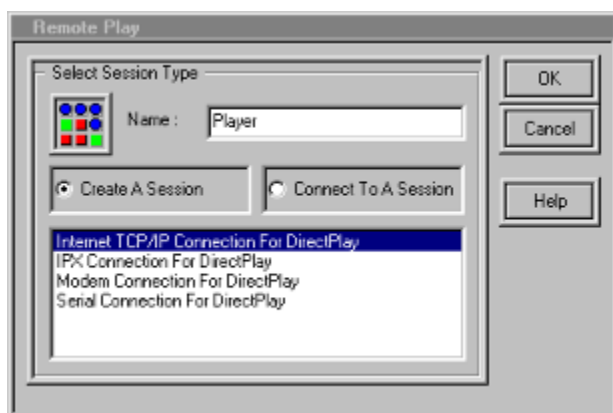 Remote Play
Select Session Type
Name :
Player
Create A Session
Connect To A Session
Internet TCP/IP Connection For DirectPlay
IPX Connection For DirectPlay
Modem Connection For DirectPlay
Serial Connection For DirectPlay
OK
Cancel
Help